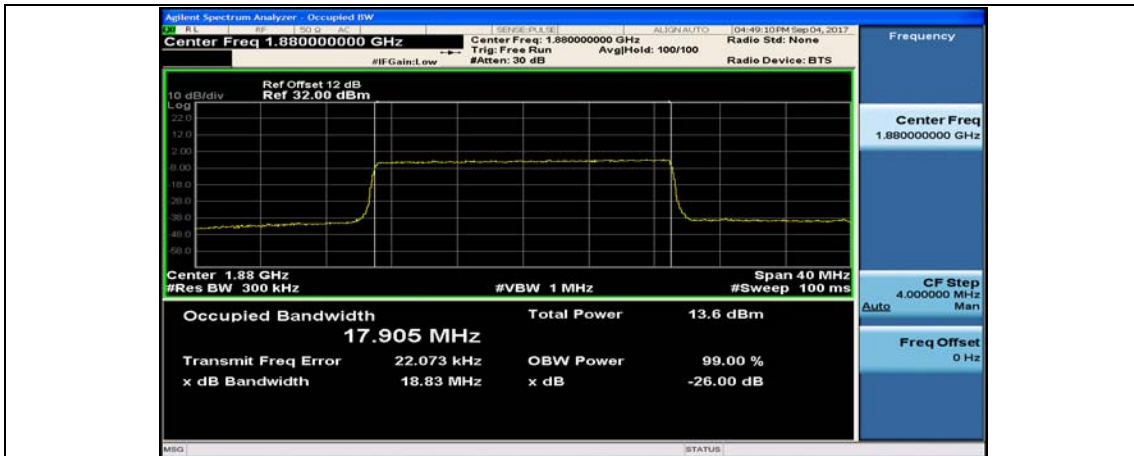 Agilent Spectrum Analyzer - Occupied BW
RL RF 50 Ω AC SENSE:PULSE ALIGN AUTO 04:49:10 PM Sep 04, 2017
Center Freq 1.880000000 GHz
Center Freq: 1.880000000 GHz
Radio Std: None
Trig: Free Run Avg|Hold: 100/100
#IFGain:Low #Atten: 30 dB Radio Device: BTS
Ref Offset 12 dB
10 dB/div Ref 32.00 dBm
Log
22.0
12.0
2.00
-8.00
-18.0
-28.0
-38.0
-48.0
-58.0
Center 1.88 GHz Span 40 MHz
#Res BW 300 kHz #VBW 1 MHz #Sweep 100 ms
Occupied Bandwidth Total Power 13.6 dBm
17.905 MHz
Transmit Freq Error 22.073 kHz OBW Power 99.00 %
x dB Bandwidth 18.83 MHz x dB -26.00 dB
MSG STATUS
Frequency
Center Freq
1.880000000 GHz
CF Step
4.000000 MHz
Auto Man
Freq Offset
0 Hz